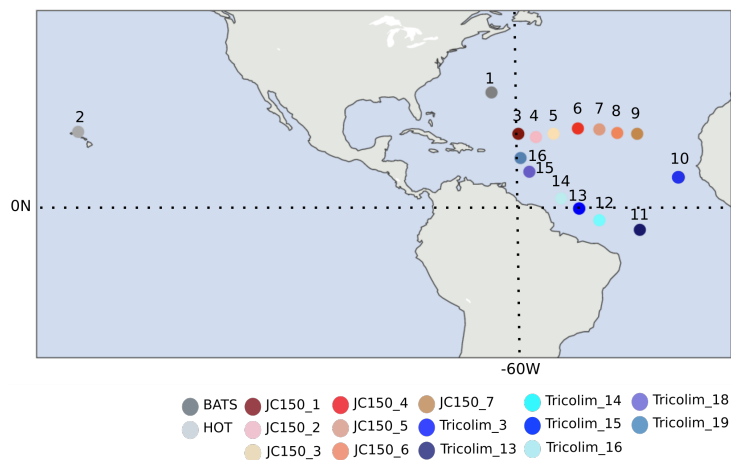 1
2
3 4 5 6 7 8 9
16
15
10
14
13
12
11
0N
-60W
BATS JC150_1 JC150_4 JC150_7 Tricolim_14 Tricolim_18
HOT JC150_2 JC150_5 Tricolim_3 Tricolim_15 Tricolim_19
JC150_3 JC150_6 Tricolim_13 Tricolim_16